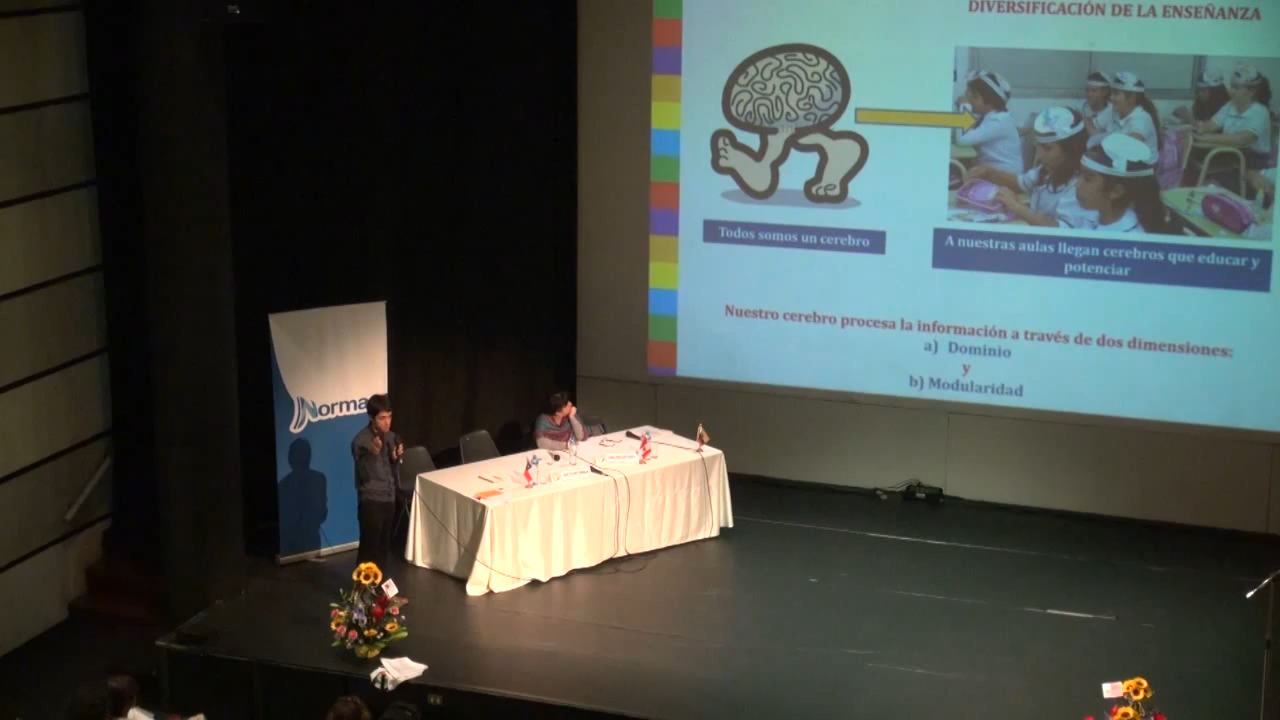 DIVERSIFICACIÓN DE LA ENSEÑANZA
Todos somos un cerebro
A nuestras aulas llegan cerebros que educar y
potenciar
Nuestro cerebro procesa la información a través de dos dimensiones:
a) Dominio
y
b) Modularidad
Norma